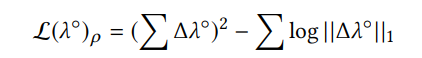 ℒ(λ°)ρ = (∑ Δλ°)² − ∑ log ||Δλ°||₁